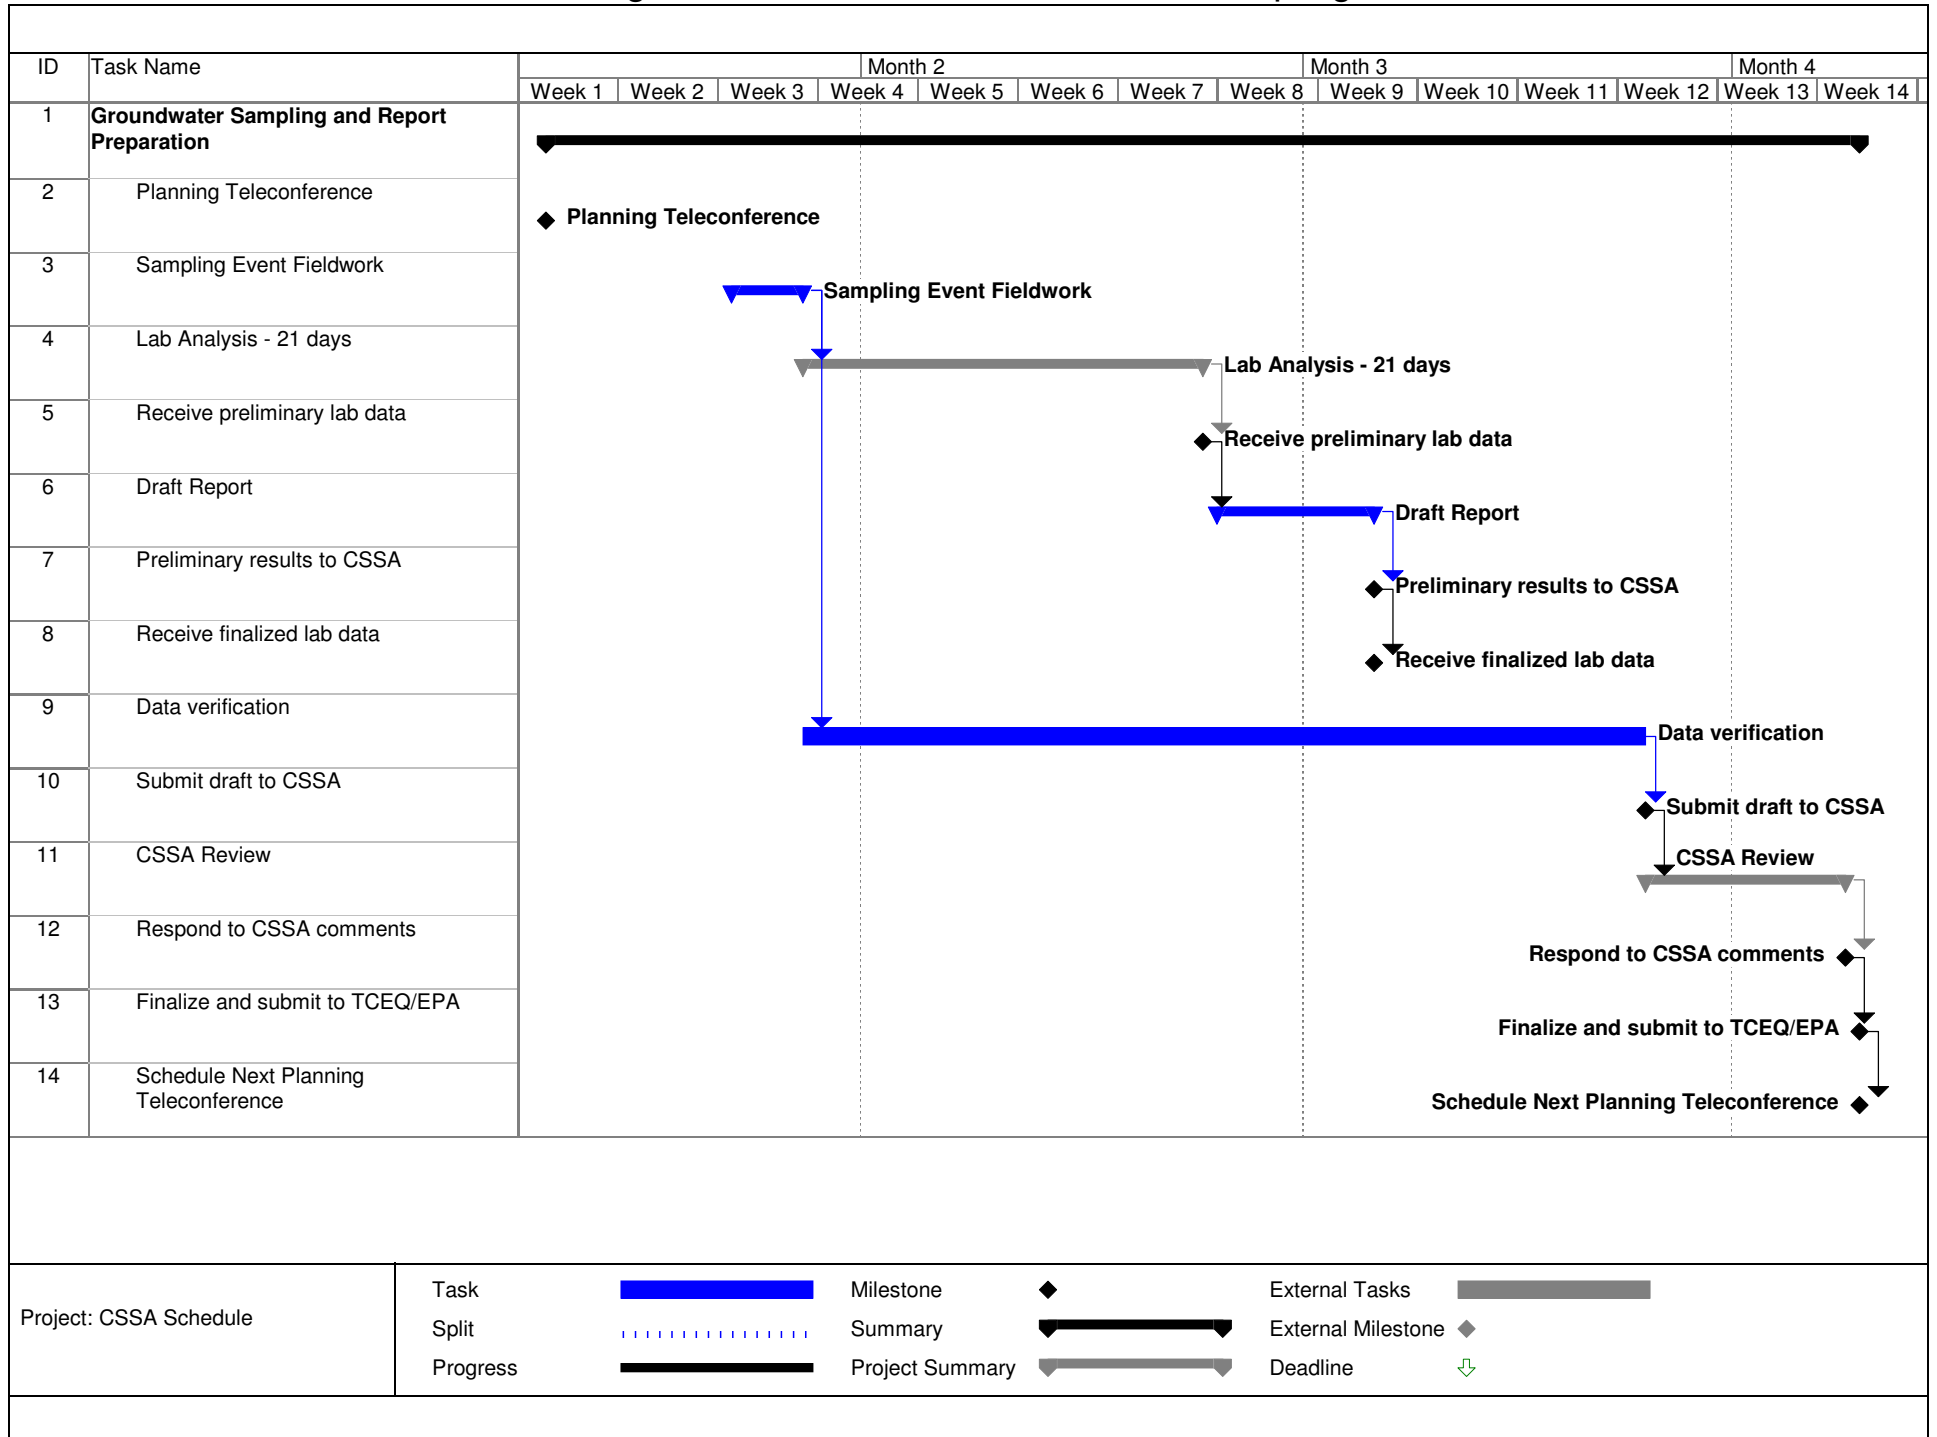 ID Task Name Month 2 Month 3 Month 4
Week 1 Week 2 Week 3 Week 4 Week 5 Week 6 Week 7 Week 8 Week 9 Week 10 Week 11 Week 12 Week 13 Week 14
1 Groundwater Sampling and Report
Preparation
2 Planning Teleconference
Planning Teleconference
3 Sampling Event Fieldwork
Sampling Event Fieldwork
4 Lab Analysis - 21 days
Lab Analysis - 21 days
5 Receive preliminary lab data
Receive preliminary lab data
6 Draft Report
Draft Report
7 Preliminary results to CSSA
Preliminary results to CSSA
8 Receive finalized lab data
Receive finalized lab data
9 Data verification
Data verification
10 Submit draft to CSSA
Submit draft to CSSA
11 CSSA Review
CSSA Review
12 Respond to CSSA comments
Respond to CSSA comments
13 Finalize and submit to TCEQ/EPA
Finalize and submit to TCEQ/EPA
14 Schedule Next Planning
Teleconference
Schedule Next Planning Teleconference
Project: CSSA Schedule
Task Milestone External Tasks
Split Summary External Milestone
Progress Project Summary Deadline